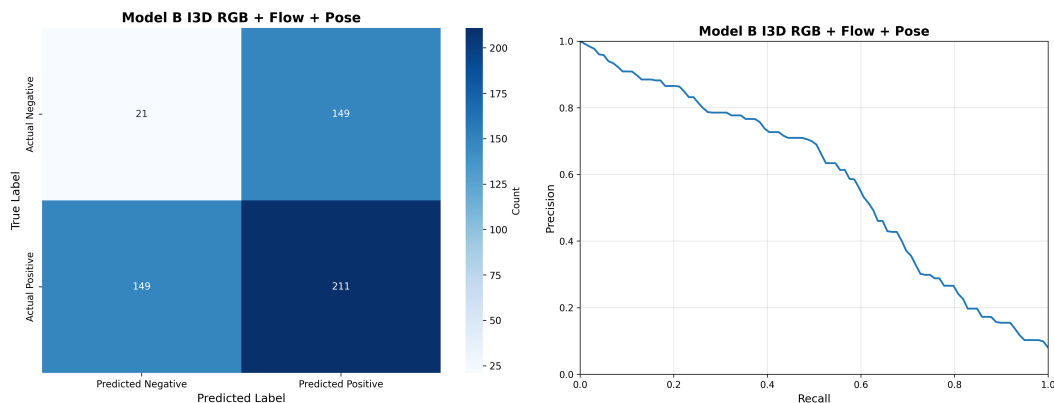 Model B I3D RGB + Flow + Pose
Actual Negative
Actual Positive
True Label
21
149
149
211
Predicted Negative
Predicted Positive
Predicted Label
200
175
150
125
100
75
50
25
Count
Model B I3D RGB + Flow + Pose
1.0
0.8
0.6
0.4
0.2
0.0
Precision
0.0
0.2
0.4
0.6
0.8
1.0
Recall